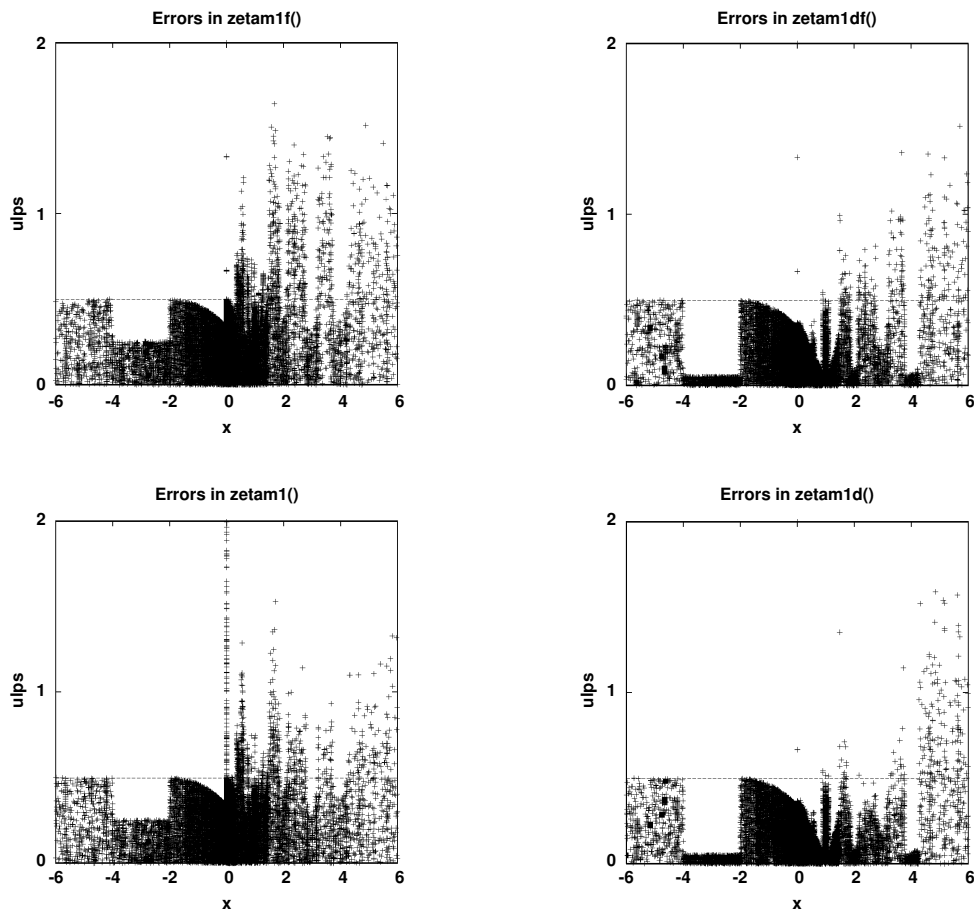 Errors in zetam1f()
2
1
0
ulps
-6 -4 -2 0 2 4 6
x
Errors in zetam1df()
2
1
0
ulps
-6 -4 -2 0 2 4 6
x
Errors in zetam1()
2
1
0
ulps
-6 -4 -2 0 2 4 6
x
Errors in zetam1d()
2
1
0
ulps
-6 -4 -2 0 2 4 6
x